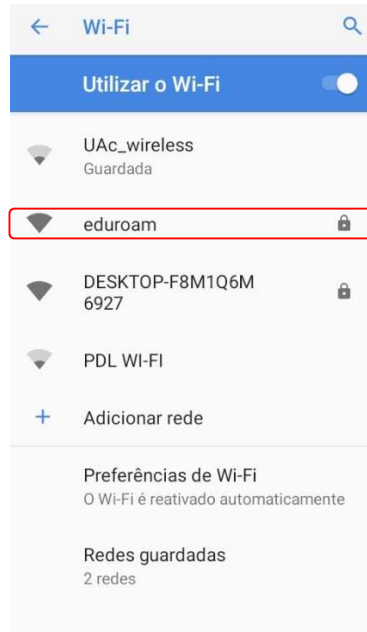 Wi-Fi
Utilizar o Wi-Fi
UAc_wireless
Guardada
eduroam
DESKTOP-F8M1Q6M
6927
PDL WI-FI
Adicionar rede
Preferências de Wi-Fi
O Wi-Fi é reativado automaticamente
Redes guardadas
2 redes